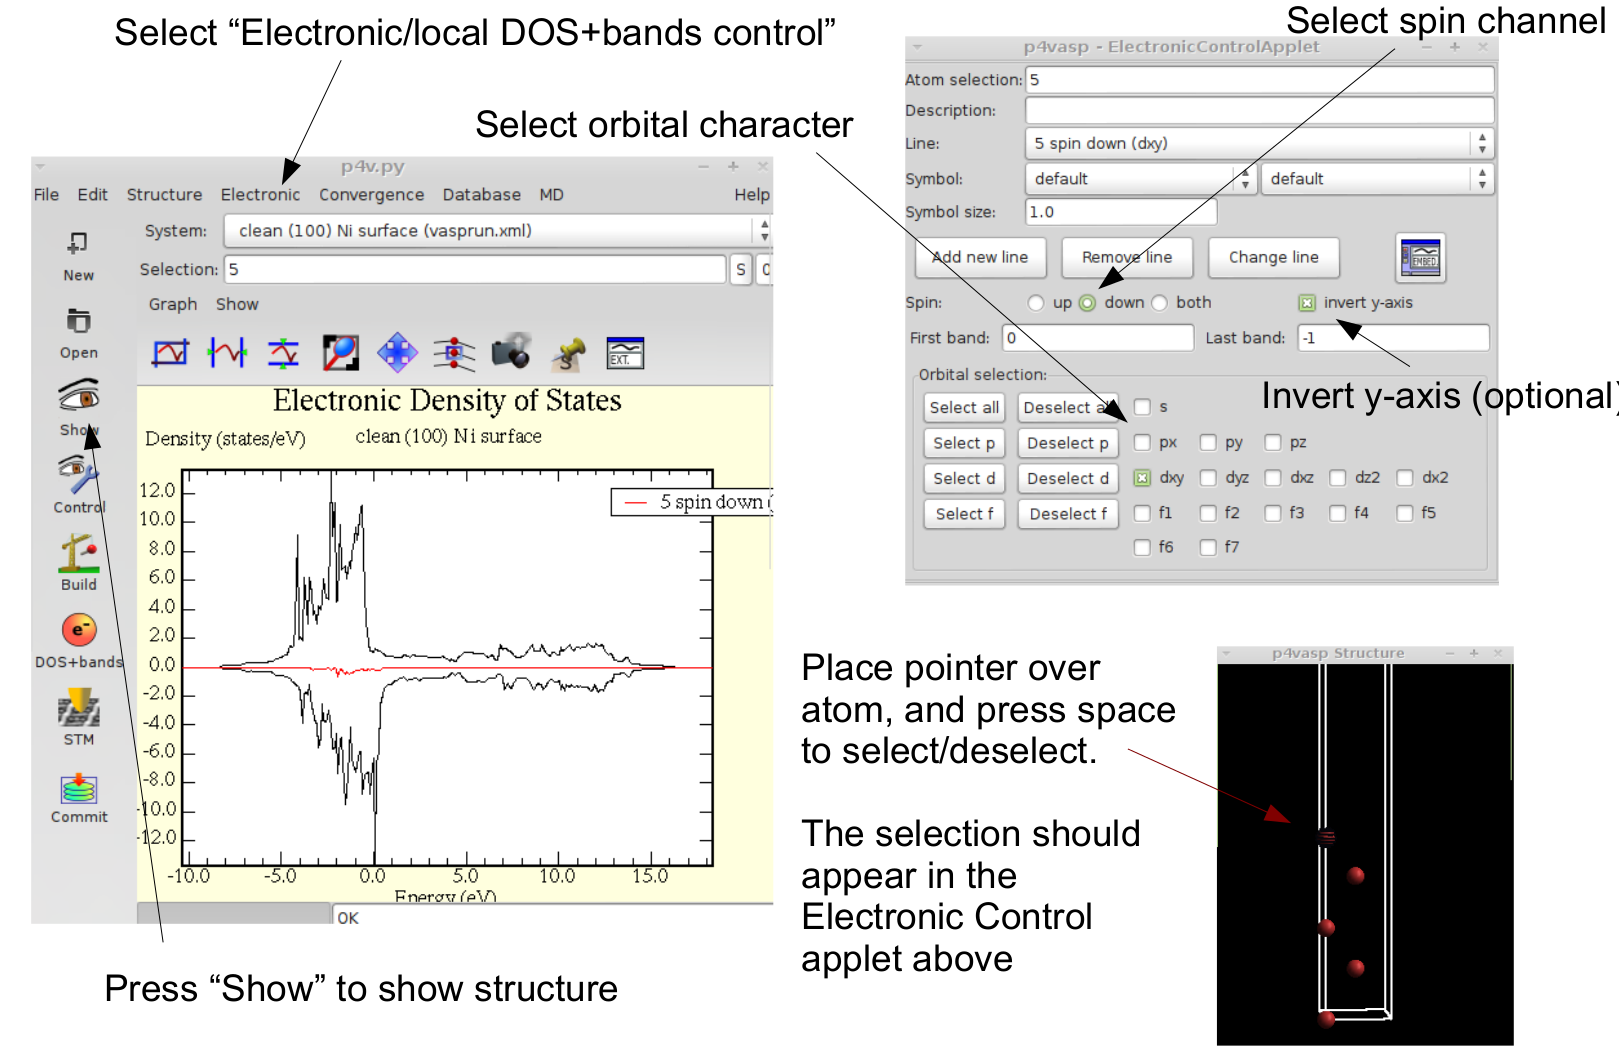 Select “Electronic/local DOS+bands control”
Select spin channel
Select orbital character
p4v.py
File Edit Structure Electronic Convergence Database MD Help
System: clean (100) Ni surface (vasprun.xml)
Selection: 5 S
Graph Show
New
Open
Show
Control
Build
e-
DOS+bands
STM
Commit
EXT.
Electronic Density of States
Density (states/eV) clean (100) Ni surface
5 spin down (
12.0
10.0
8.0
6.0
4.0
2.0
0.0
-2.0
-4.0
-6.0
-8.0
-10.0
-12.0
-10.0 -5.0 0.0 5.0 10.0 15.0
Energy (eV)
OK
Press “Show” to show structure
p4vasp - ElectronicControlApplet
Atom selection: 5
Description:
Line: 5 spin down (dxy)
Symbol: default default
Symbol size: 1.0
Add new line Remove line Change line EMBED.
Spin: up down both invert y-axis
First band: 0 Last band: -1
Invert y-axis (optional)
Orbital selection:
Select all Deselect all s
Select p Deselect p px py pz
Select d Deselect d dxy dyz dxz dz2 dx2
Select f Deselect f f1 f2 f3 f4 f5
f6 f7
Place pointer over
atom, and press space
to select/deselect.
The selection should
appear in the
Electronic Control
applet above
p4vasp Structure